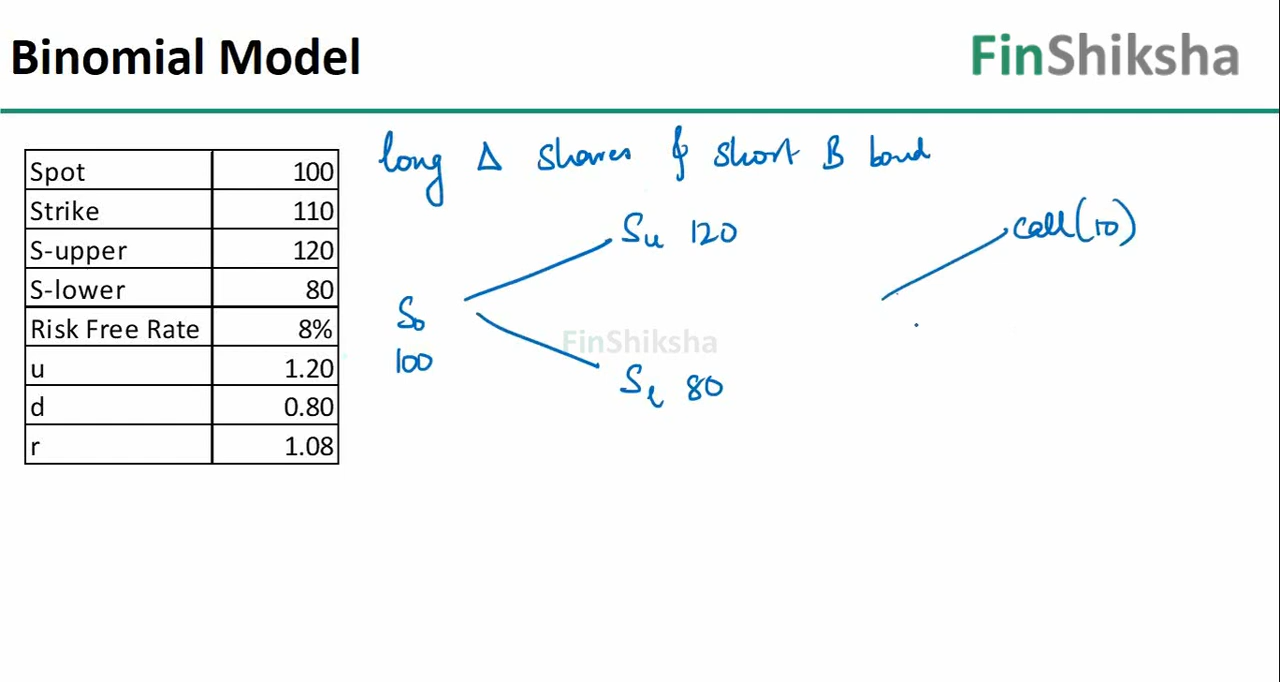 Binomial Model
FinShiksha
Spot 100
Strike 110
S-upper 120
S-lower 80
Risk Free Rate 8%
u 1.20
d 0.80
r 1.08
long Δ shares & short B bond
Su 120
call(10)
S0
100
FinShiksha
Sl 80